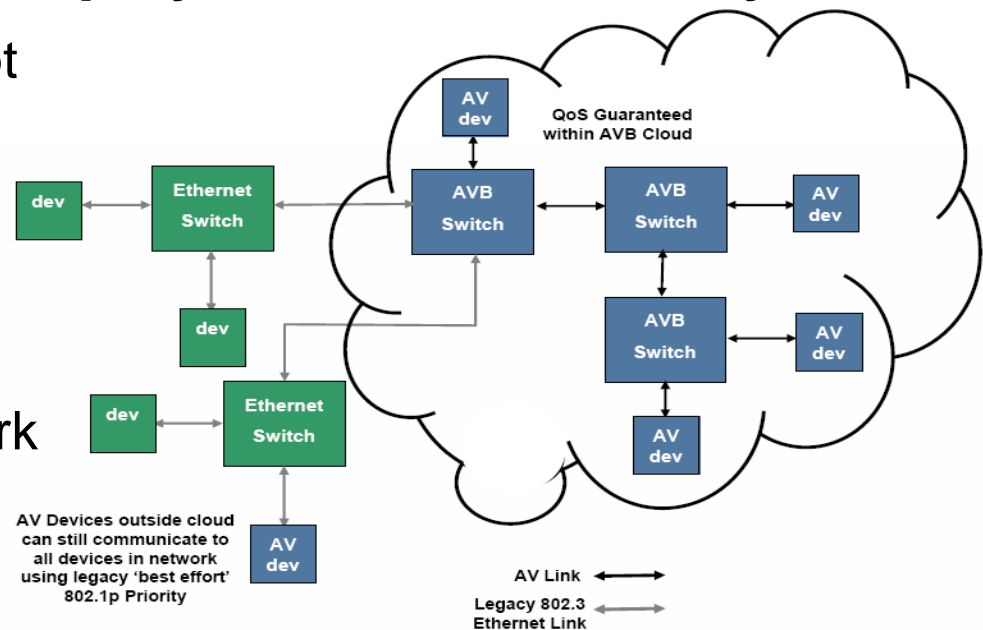 ot
AV
dev
QoS Guaranteed
within AVB Cloud
dev
Ethernet
Switch
AVB
Switch
AVB
Switch
AV
dev
dev
AVB
Switch
AV
dev
dev
Ethernet
Switch
rk
AV
dev
AV Devices outside cloud
can still communicate to
all devices in network
using legacy ‘best effort’
802.1p Priority
AV
dev
AV Link
Legacy 802.3
Ethernet Link